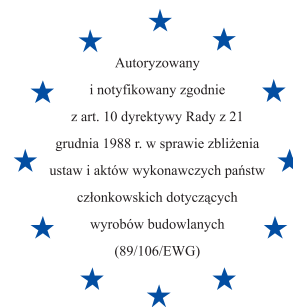 Autoryzowany
i notyfikowany zgodnie
z art. 10 dyrektywy Rady z 21
grudnia 1988 r. w sprawie zbliżenia
ustaw i aktów wykonawczych państw
członkowskich dotyczących
wyrobów budowlanych
(89/106/EWG)